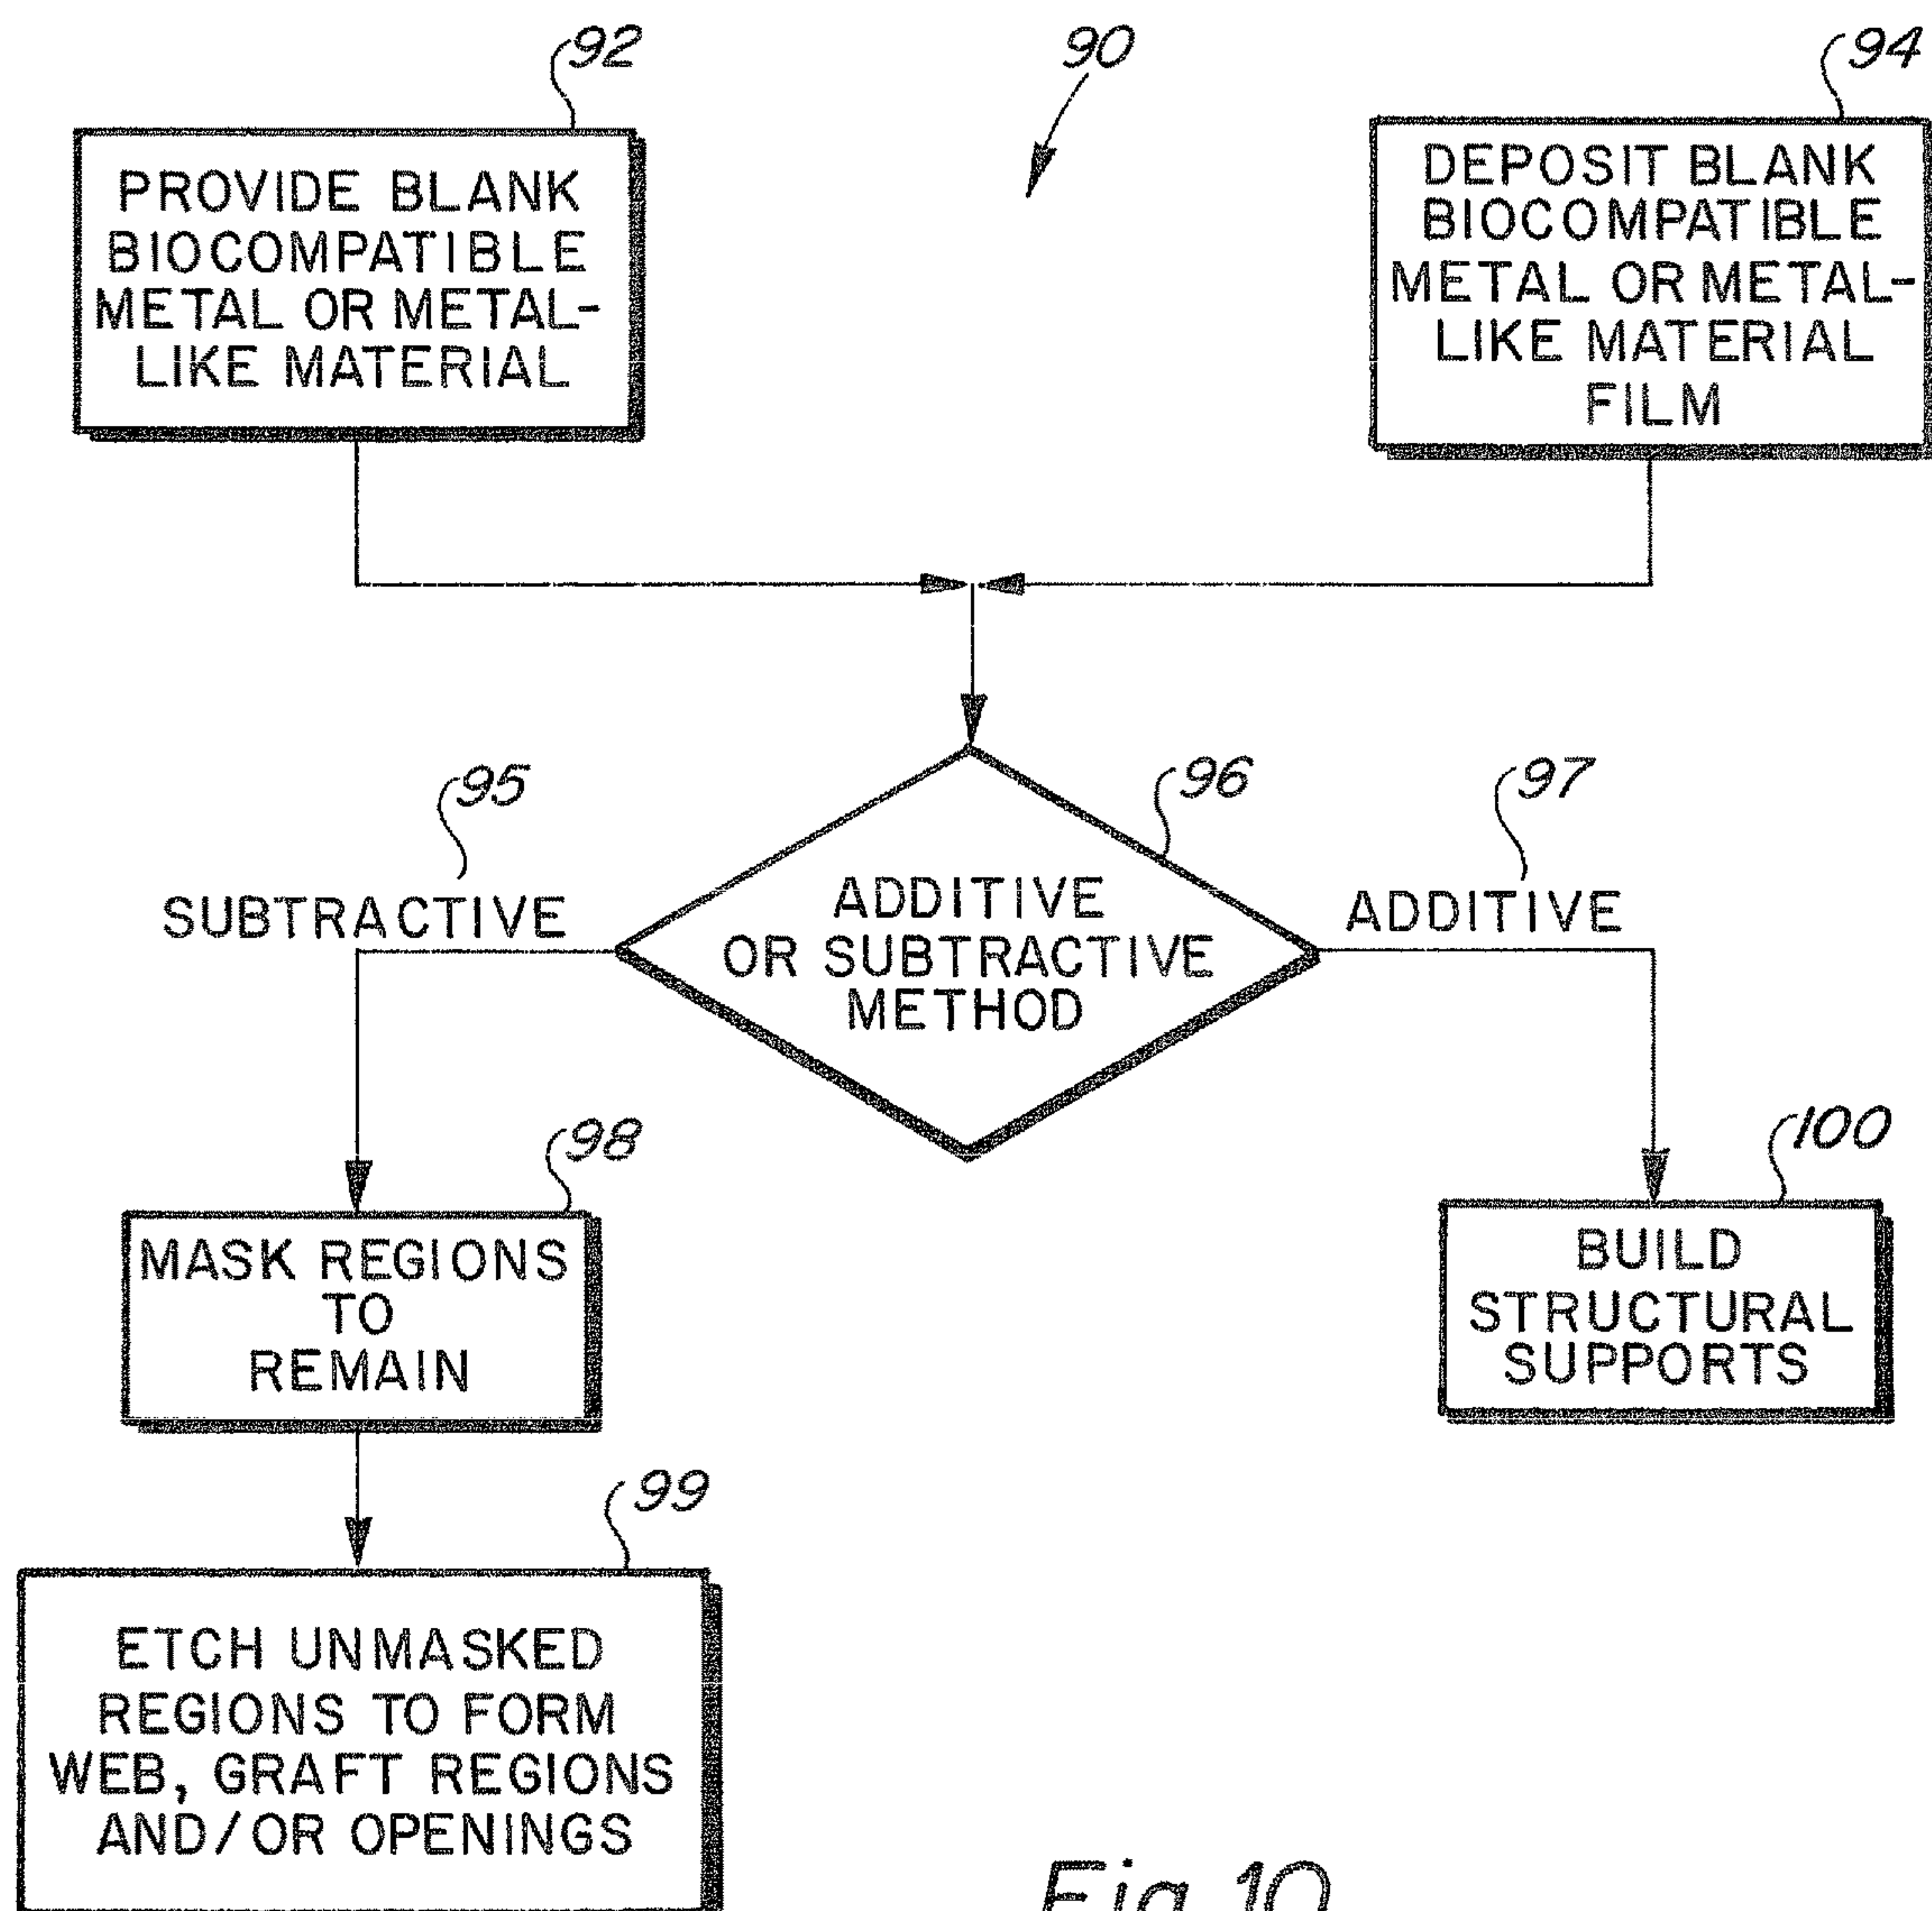 92
90
94
PROVIDE BLANK
BIOCOMPATIBLE
METAL OR METAL-
LIKE MATERIAL
DEPOSIT BLANK
BIOCOMPATIBLE
METAL OR METAL-
LIKE MATERIAL
FILM
95
SUBTRACTIVE
96
ADDITIVE
OR SUBTRACTIVE
METHOD
97
ADDITIVE
98
MASK REGIONS
TO
REMAIN
100
BUILD
STRUCTURAL
SUPPORTS
99
ETCH UNMASKED
REGIONS TO FORM
WEB, GRAFT REGIONS
AND/OR OPENINGS
Fig. 10